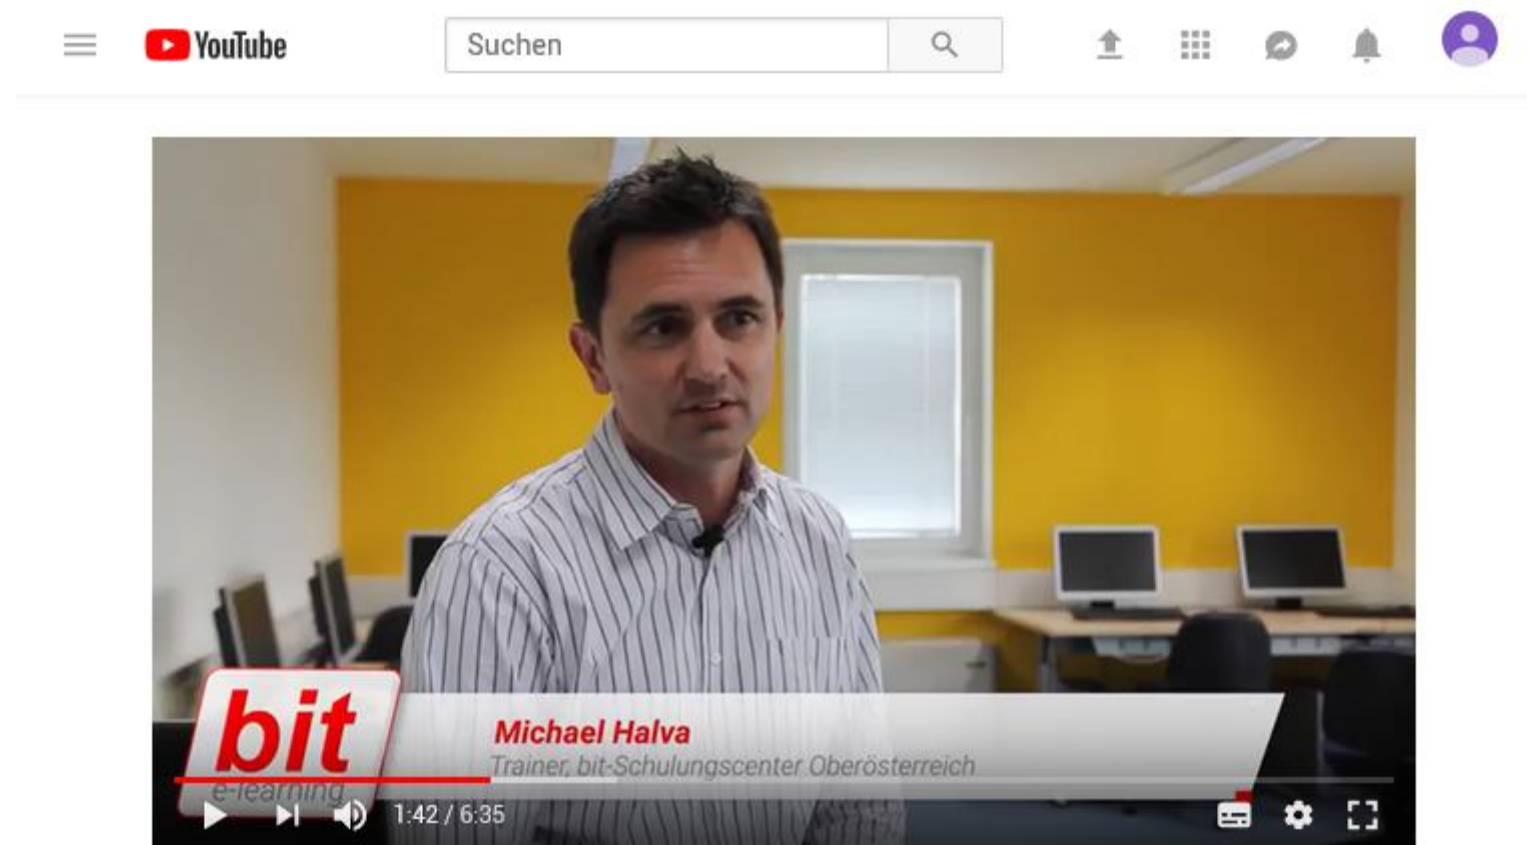 YouTube
Suchen
bit
e-learning
Michael Halva
Trainer, bit-Schulungscenter Oberösterreich
1:42 / 6:35